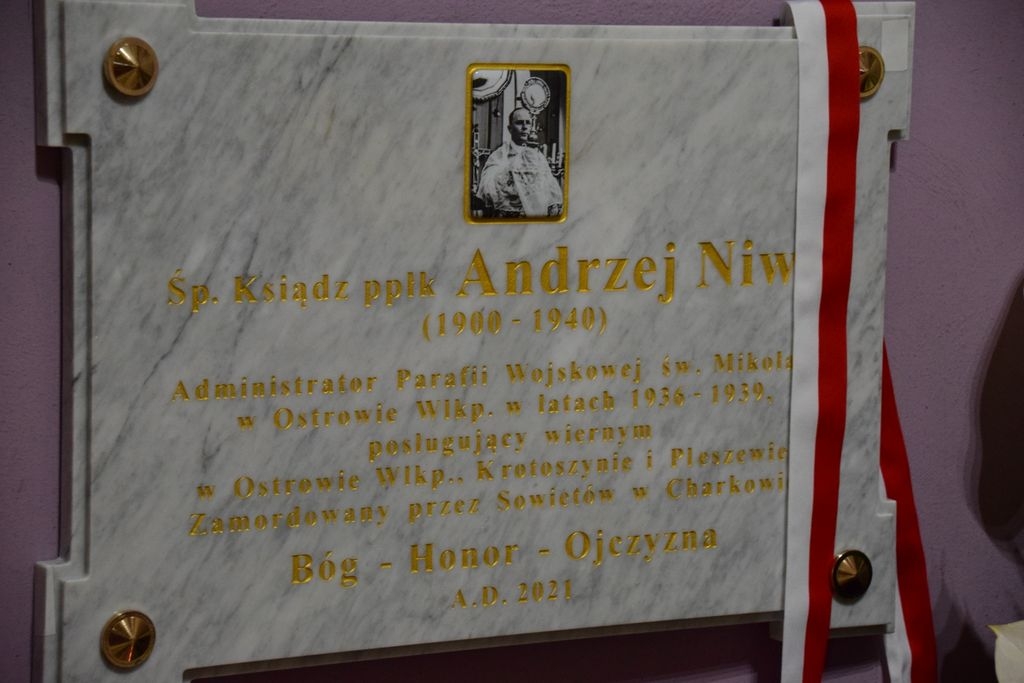 Śp. Ksiądz ppłk Andrzej Niw
(1900 - 1940)
Administrator Parafii Wojskowej św. Mikoła
w Ostrowie Wlkp. w latach 1936 - 1939,
posługujący wiernym
w Ostrowie Wlkp., Krotoszynie i Pleszewie
Zamordowany przez Sowietów w Charkowi
Bóg - Honor - Ojczyzna
A.D. 2021